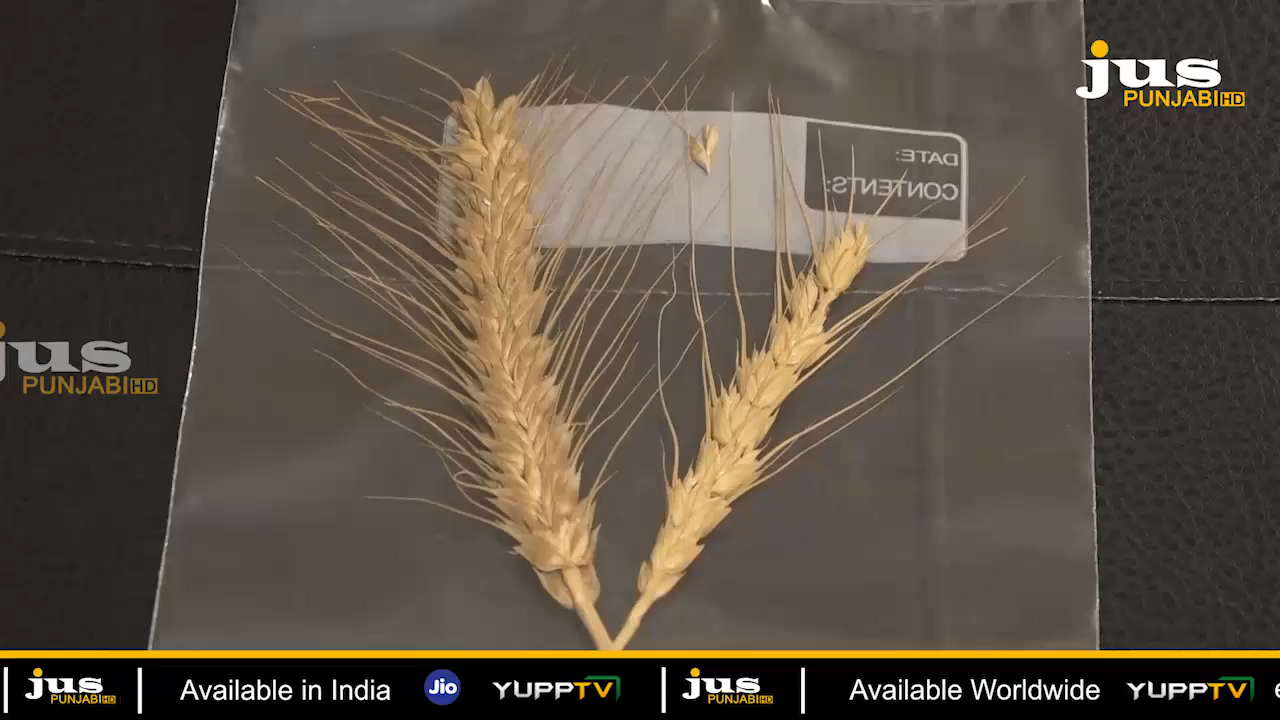 jus
PUNJABI HD
DATE:
CONTENTS:
jus
PUNJABI HD
jus
PUNJABI HD
Available in India
Jio
YUPPTV
jus
PUNJABI HD
Available Worldwide
YUPPTV